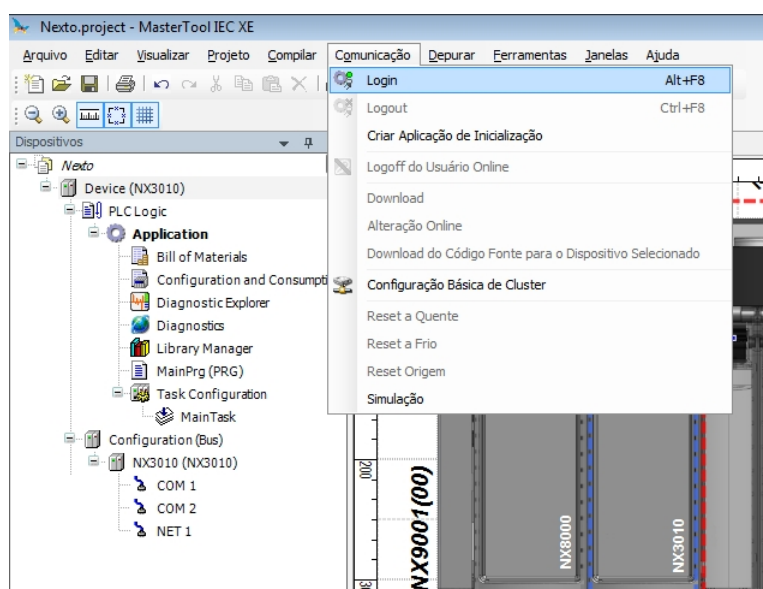 Nexto.project - MasterTool IEC XE
Arquivo Editar Visualizar Projeto Compilar Comunicação Depurar Ferramentas Janelas Ajuda
Login Alt+F8
Logout Ctrl+F8
Criar Aplicação de Inicialização
Logoff do Usuário Online
Download
Alteração Online
Download do Código Fonte para o Dispositivo Selecionado
Configuração Básica de Cluster
Reset a Quente
Reset a Frio
Reset Origem
Simulação
Dispositivos
Nexto
Device (NX3010)
PLC Logic
Application
Bill of Materials
Configuration and Consumpti
Diagnostic Explorer
Diagnostics
Library Manager
MainPrg (PRG)
Task Configuration
MainTask
Configuration (Bus)
NX3010 (NX3010)
COM 1
COM 2
NET 1
200
NX9001(00)
NX8000
NX3010